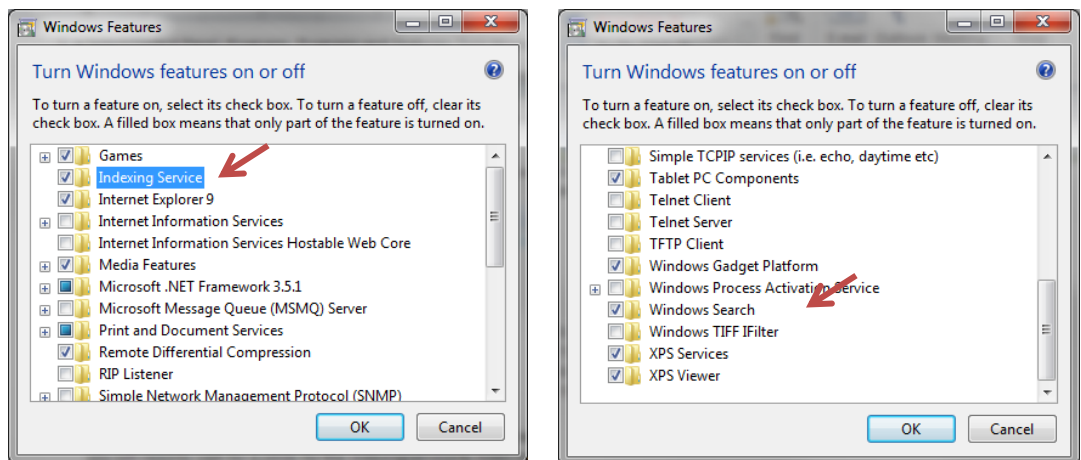 Windows Features
Turn Windows features on or off
To turn a feature on, select its check box. To turn a feature off, clear its
check box. A filled box means that only part of the feature is turned on.
Games
Indexing Service
Internet Explorer 9
Internet Information Services
Internet Information Services Hostable Web Core
Media Features
Microsoft .NET Framework 3.5.1
Microsoft Message Queue (MSMQ) Server
Print and Document Services
Remote Differential Compression
RIP Listener
Simple Network Management Protocol (SNMP)
OK
Cancel
Windows Features
Turn Windows features on or off
To turn a feature on, select its check box. To turn a feature off, clear its
check box. A filled box means that only part of the feature is turned on.
Simple TCPIP services (i.e. echo, daytime etc)
Tablet PC Components
Telnet Client
Telnet Server
TFTP Client
Windows Gadget Platform
Windows Process Activation Service
Windows Search
Windows TIFF IFilter
XPS Services
XPS Viewer
OK
Cancel